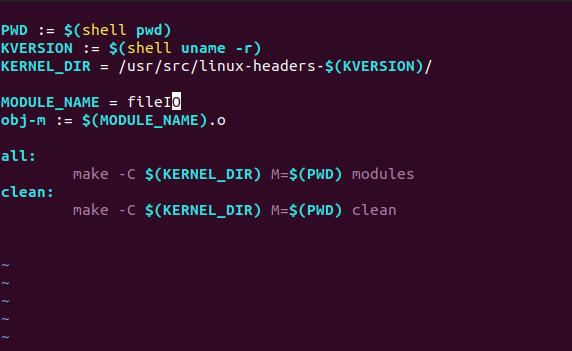 PWD := $(shell pwd)
KVERSION := $(shell uname -r)
KERNEL_DIR = /usr/src/linux-headers-$(KVERSION)/
MODULE_NAME = fileIO
obj-m := $(MODULE_NAME).o
all:
make -C $(KERNEL_DIR) M=$(PWD) modules
clean:
make -C $(KERNEL_DIR) M=$(PWD) clean
~
~
~
~
~